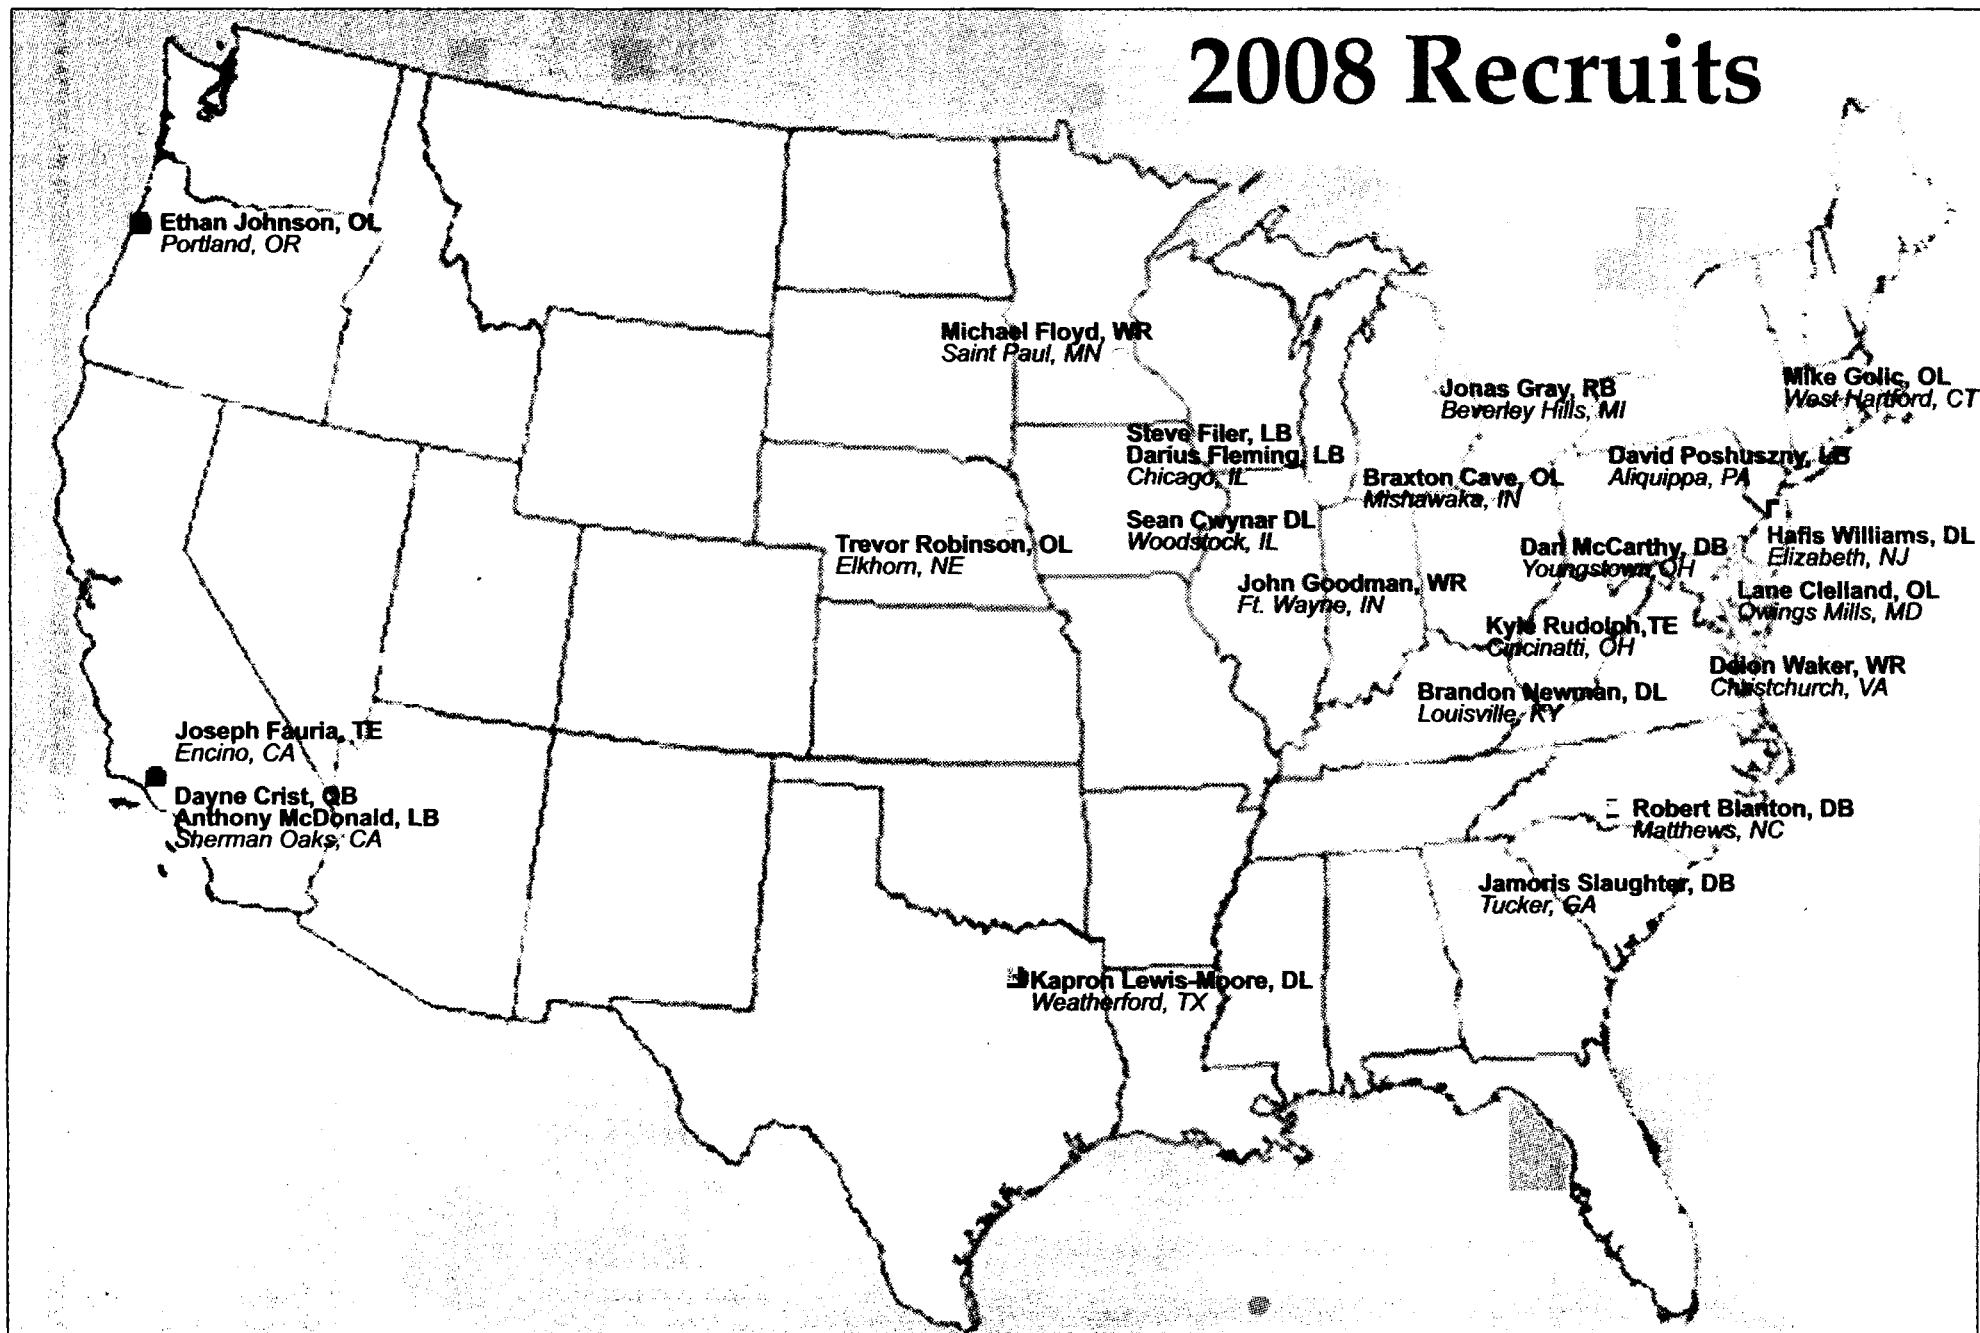 2008 Recruits
Ethan Johnson, OL
Portland, OR
Michael Floyd, WR
Saint Paul, MN
Jonas Gray, RB
Beverley Hills, MI
Mike Golic, OL
West Hartford, CT
Steve Filer, LB
Darius Fleming, LB
Chicago, IL
Braxton Cave, OL
Mishawaka, IN
David Poshuszny, LB
Aliquippa, PA
Sean Cwynar DL
Woodstock, IL
Trevor Robinson, OL
Elkhorn, NE
Dan McCarthy, DB
Youngstown, OH
Hafis Williams, DL
Elizabeth, NJ
John Goodman, WR
Ft. Wayne, IN
Lane Clelland, OL
Owings Mills, MD
Kyle Rudolph,TE
Cincinatti, OH
Deion Waker, WR
Christchurch, VA
Brandon Newman, DL
Louisville, KY
Joseph Fauria, TE
Encino, CA
Dayne Crist, QB
Anthony McDonald, LB
Sherman Oaks, CA
Robert Blanton, DB
Matthews, NC
Jamoris Slaughter, DB
Tucker, GA
Kapron Lewis-Moore, DL
Weatherford, TX